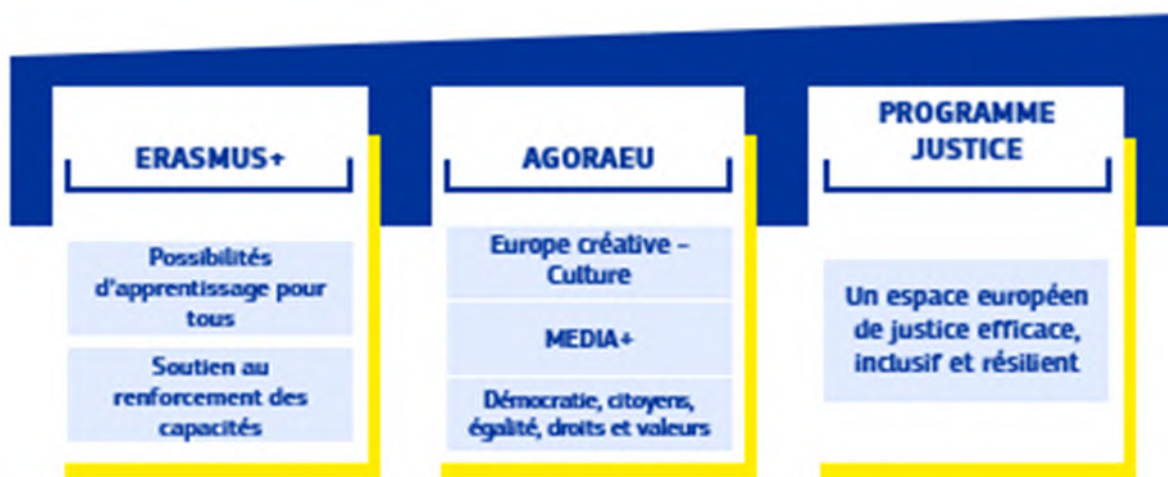 ERASMUS+
Possibilités
d'apprentissage pour
tous
Soutien au
renforcement des
capacités
AGORAEU
Europe créative –
Culture
MEDIA+
Démocratie, citoyens,
égalité, droits et valeurs
PROGRAMME
JUSTICE
Un espace européen
de justice efficace,
inclusif et résilient